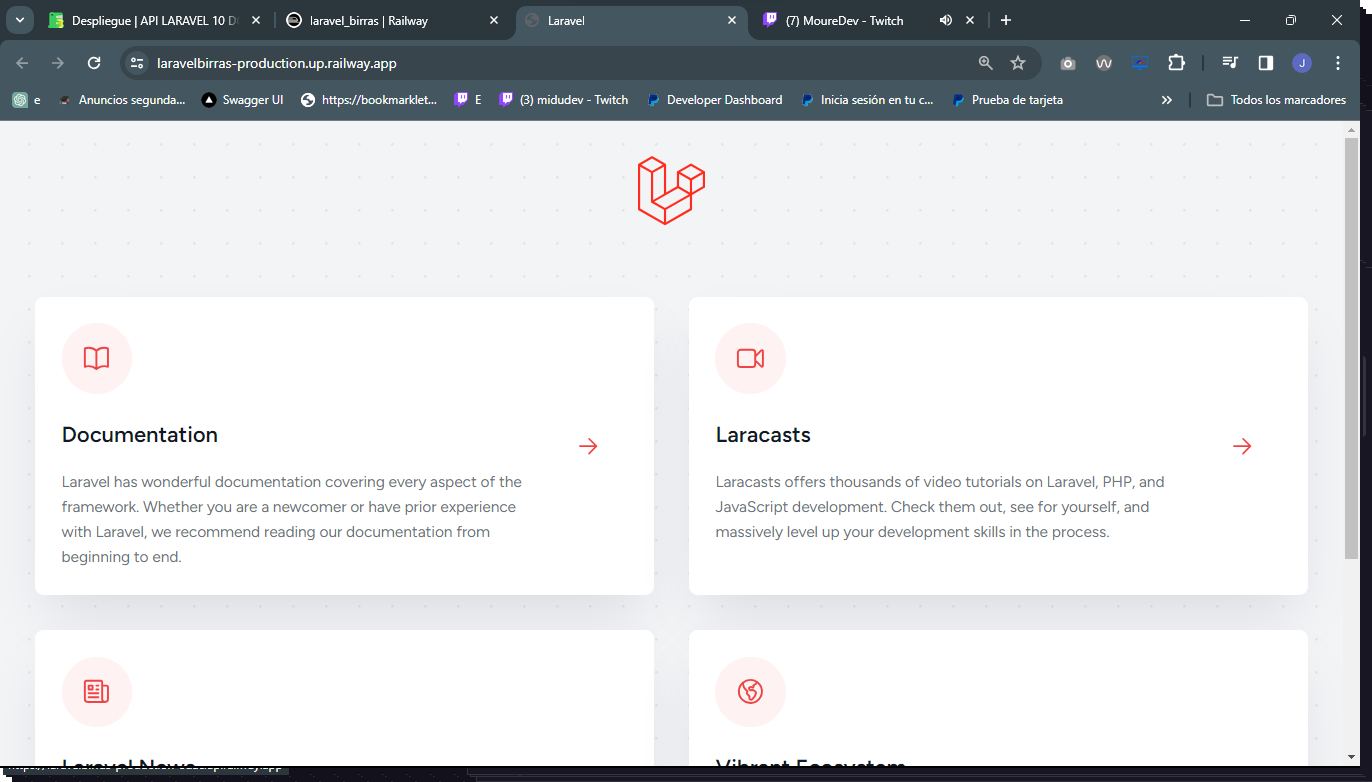 Despliegue | API LARAVEL 10 D
laravel_birras | Railway
Laravel
(7) MoureDev - Twitch
laravelbirras-production.up.railway.app
J
e
Anuncios segunda...
Swagger UI
https://bookmarklet...
E
(3) midudev - Twitch
Developer Dashboard
Inicia sesión en tu c...
Prueba de tarjeta
Todos los marcadores
Documentation
Laravel has wonderful documentation covering every aspect of the
framework. Whether you are a newcomer or have prior experience
with Laravel, we recommend reading our documentation from
beginning to end.
Laracasts
Laracasts offers thousands of video tutorials on Laravel, PHP, and
JavaScript development. Check them out, see for yourself, and
massively level up your development skills in the process.
Laravel News
Vibrant Ecosystem